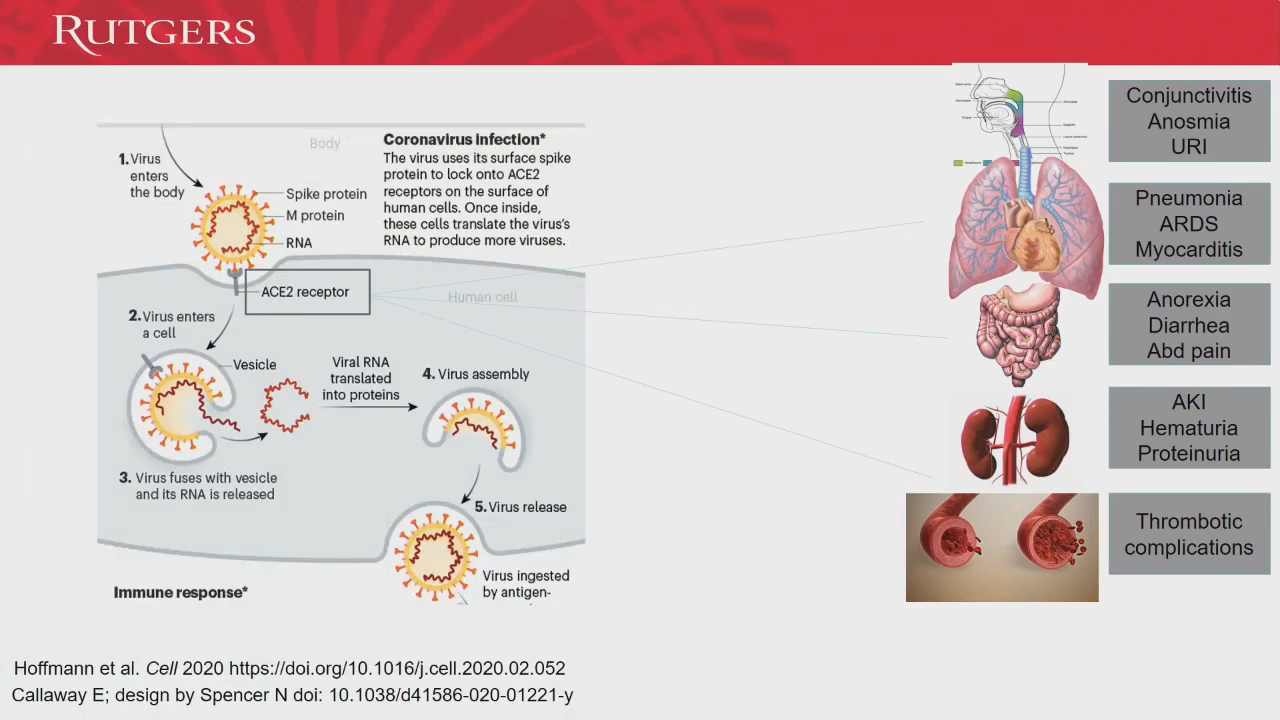 RUTGERS
Body
Coronavirus infection*
The virus uses its surface spike
protein to lock onto ACE2
receptors on the surface of
human cells. Once inside,
these cells translate the virus's
RNA to produce more viruses.
1. Virus
enters
the body
Spike protein
M protein
RNA
ACE2 receptor
Human cell
2. Virus enters
a cell
Vesicle
Viral RNA
translated
into proteins
4. Virus assembly
3. Virus fuses with vesicle
and its RNA is released
5. Virus release
Virus ingested
by antigen-
Immune response*
Conjunctivitis
Anosmia
URI
Pneumonia
ARDS
Myocarditis
Anorexia
Diarrhea
Abd pain
AKI
Hematuria
Proteinuria
Thrombotic
complications
Hoffmann et al. Cell 2020 https://doi.org/10.1016/j.cell.2020.02.052
Callaway E; design by Spencer N doi: 10.1038/d41586-020-01221-y